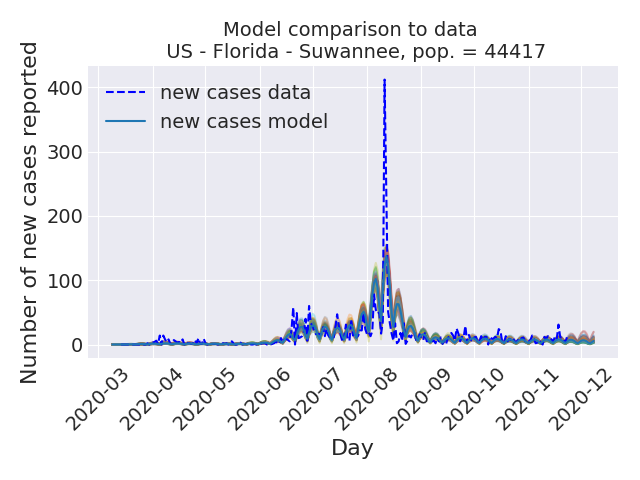 Model comparison to data
US - Florida - Suwannee, pop. = 44417
Number of new cases reported
400
300
200
100
0
new cases data
new cases model
2020-03
2020-04
2020-05
2020-06
2020-07
2020-08
2020-09
2020-10
2020-11
2020-12
Day